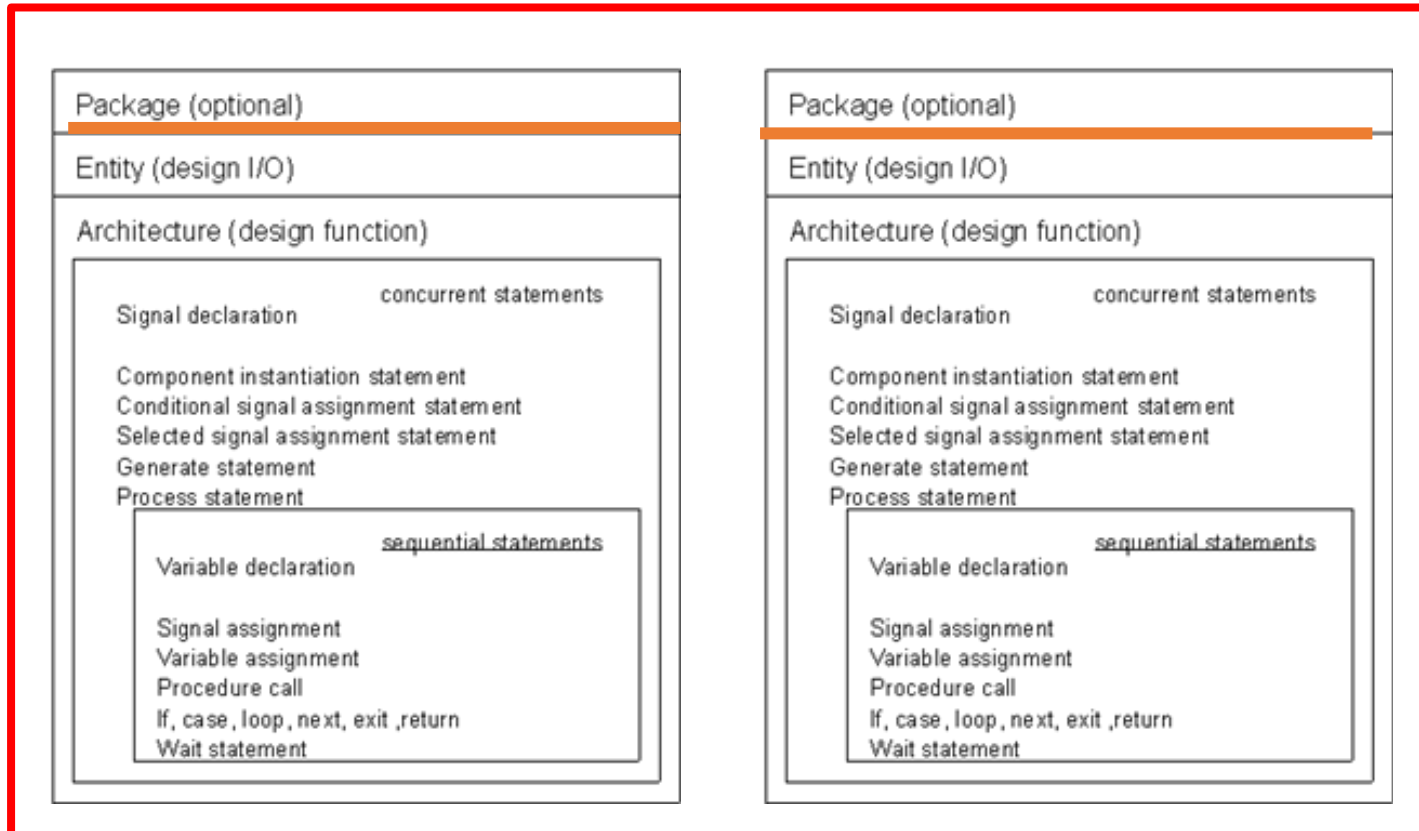 Package (optional)
Entity (design I/O)
Architecture (design function)
concurrent statements
Signal declaration
Component instantiation statement
Conditional signal assignment statement
Selected signal assignment statement
Generate statement
Process statement
sequential statements
Variable declaration
Signal assignment
Variable assignment
Procedure call
If, case, loop, next, exit ,return
Wait statement
Package (optional)
Entity (design I/O)
Architecture (design function)
concurrent statements
Signal declaration
Component instantiation statement
Conditional signal assignment statement
Selected signal assignment statement
Generate statement
Process statement
sequential statements
Variable declaration
Signal assignment
Variable assignment
Procedure call
If, case, loop, next, exit ,return
Wait statement